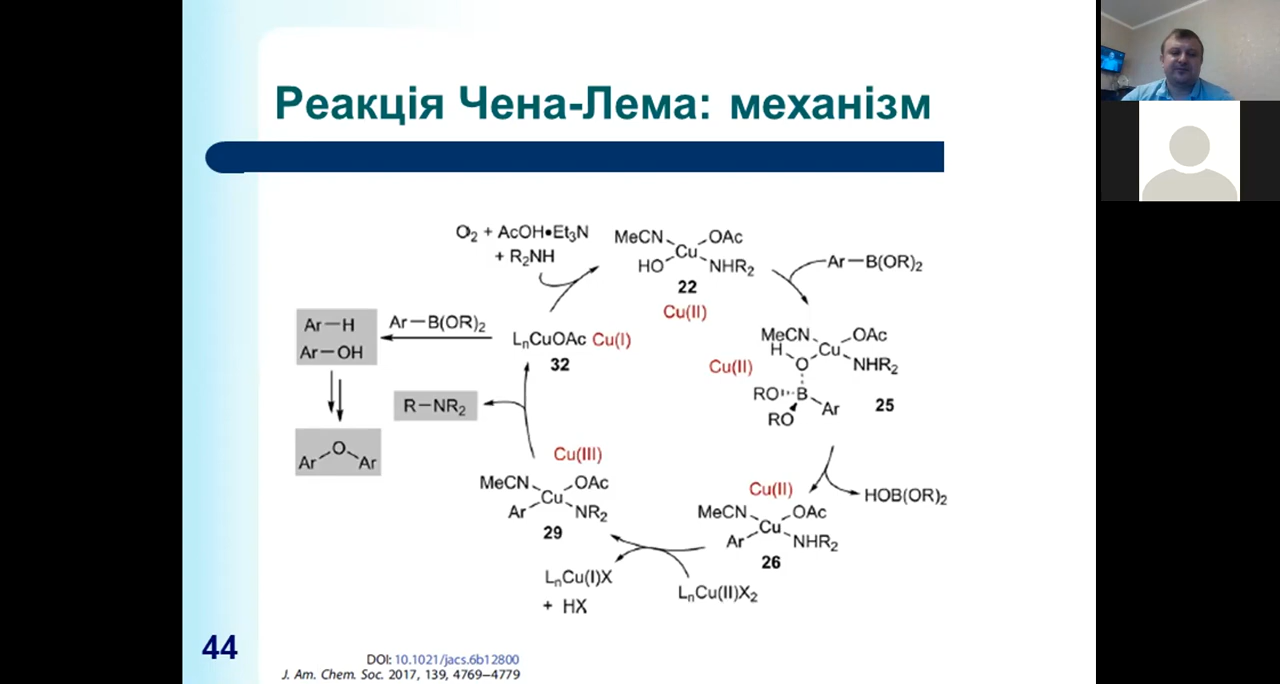 Реакція Чена-Лема: механізм
O2 + AcOH•Et3N
+ R2NH
MeCN
OAc
Cu
HO
NHR2
22
Cu(II)
Ar–B(OR)2
Ar–H
Ar–OH
Ar–B(OR)2
LnCuOAc Cu(I)
32
MeCN
OAc
H
Cu
O
NHR2
Cu(II)
RO
B
Ar
RO
25
R–NR2
Ar
O
Ar
Cu(III)
MeCN
OAc
Cu
Ar
NR2
29
Cu(II)
HOB(OR)2
MeCN
OAc
Cu
Ar
NHR2
26
LnCu(I)X
+ HX
LnCu(II)X2
44
DOI: 10.1021/jacs.6b12800
J. Am. Chem. Soc. 2017, 139, 4769−4779